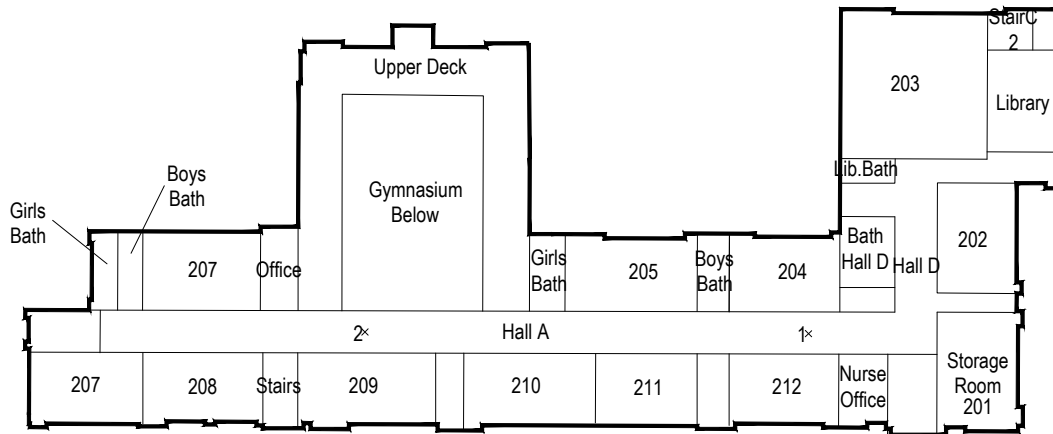 StairC
2
Upper Deck
203
Library
Boys
Bath
Lib.Bath
Girls
Bath
Gymnasium
Below
207
Office
Girls
Bath
205
Boys
Bath
204
Bath
Hall D
Hall D
202
2×
Hall A
1×
207
208
Stairs
209
210
211
212
Nurse
Office
Storage
Room
201